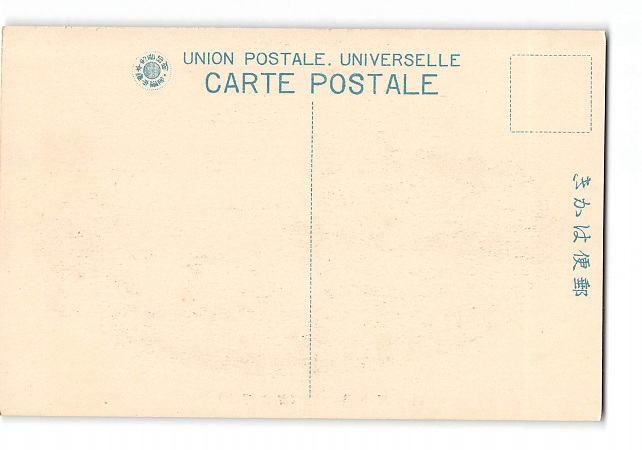 UNION POSTALE. UNIVERSELLE
CARTE POSTALE
きかは便郵